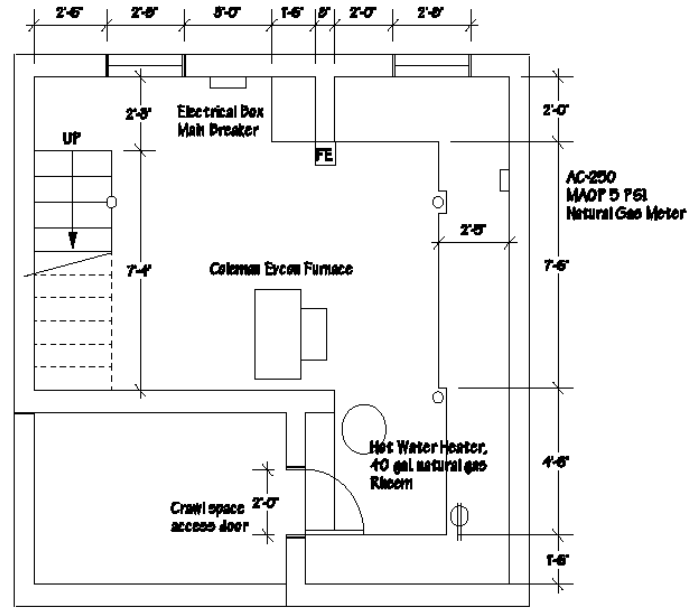 2'-6" 2'-8" 3'-0" 1'-6" 8" 2'-0" 2'-8"
2'-8"
Electrical Box
Main Breaker
2'-0"
UP
FE
AC-250
MAOP 5 PSI
Natural Gas Meter
2'-5"
7'-4"
Coleman Evcon Furnace
7'-6"
Hot Water Heater,
40 gal. natural gas
Rheem
4'-6"
Crawl space
access door
2'-0"
1'-6"